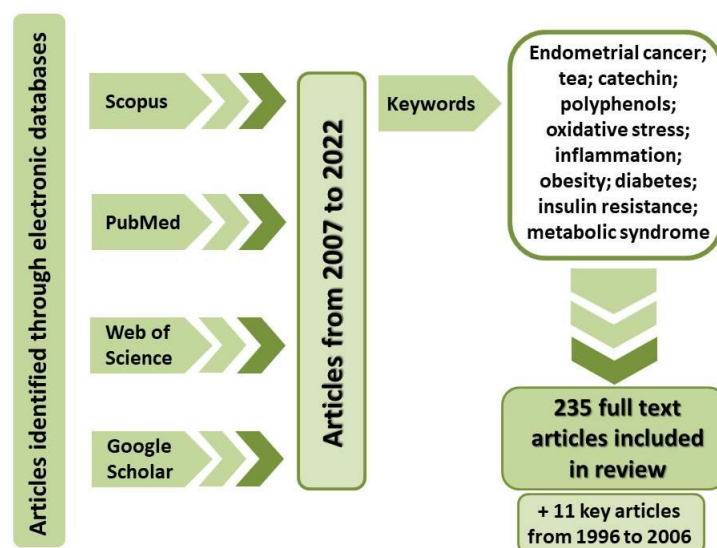 Articles identified through electronic databases
Scopus
PubMed
Web of
Science
Google
Scholar
Articles from 2007 to 2022
Keywords
Endometrial cancer;
tea; catechin;
polyphenols;
oxidative stress;
inflammation;
obesity; diabetes;
insulin resistance;
metabolic syndrome
235 full text
articles included
in review
+ 11 key articles
from 1996 to 2006